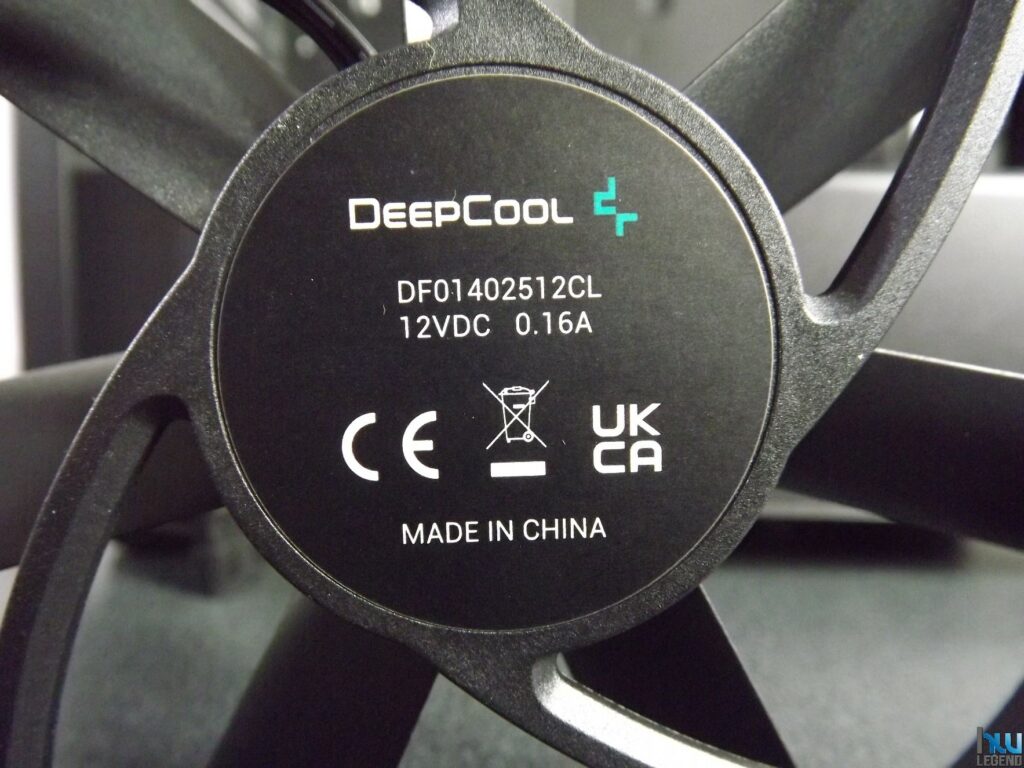 DEEPCOOL
DF01402512CL
12VDC 0.16A
CE
UK
CA
MADE IN CHINA
LEGEND